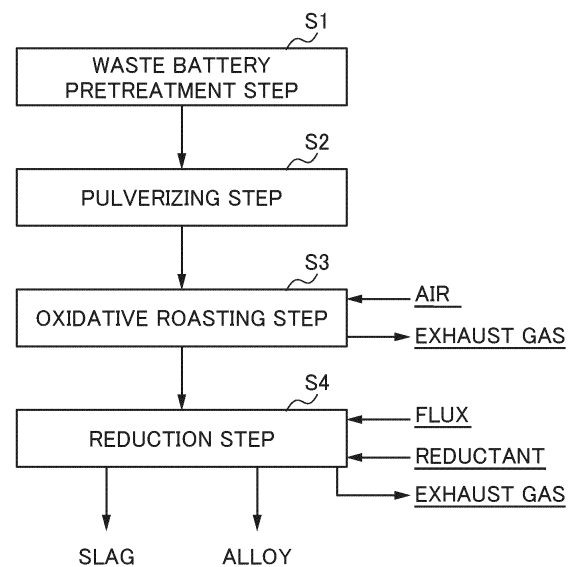 S1
WASTE BATTERY
PRETREATMENT STEP
S2
PULVERIZING STEP
S3
OXIDATIVE ROASTING STEP
AIR
EXHAUST GAS
S4
REDUCTION STEP
FLUX
REDUCTANT
EXHAUST GAS
SLAG
ALLOY